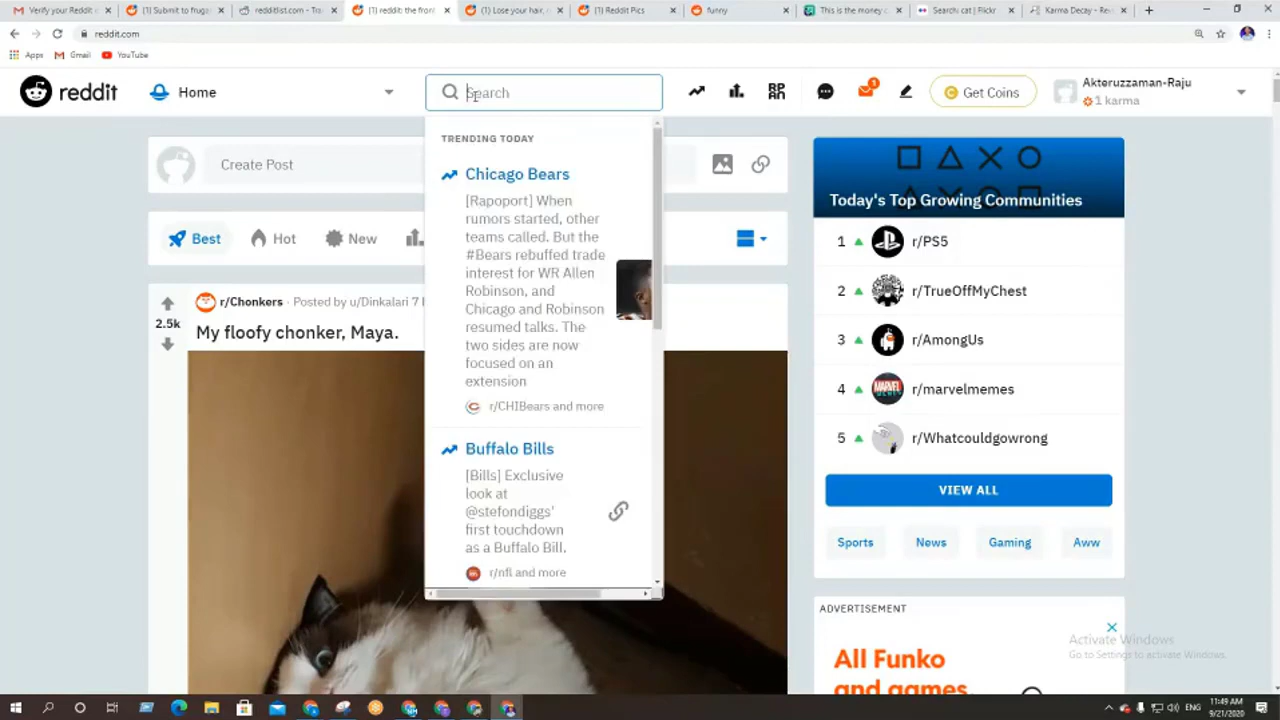 Verify your Reddit e
(1) Submit to frugal
redditlist.com - Tra
(1) reddit: the front
(1) Lose your hair,
(1) Reddit Pics
funny
This is the money c
Search: cat | Flickr
Karma Decay - Rev
reddit.com
Apps
Gmail
YouTube
reddit
Home
Search
1
Get Coins
Akteruzzaman-Raju
1 karma
Create Post
Best
Hot
New
TRENDING TODAY
Chicago Bears
[Rapoport] When
rumors started, other
teams called. But the
#Bears rebuffed trade
interest for WR Allen
Robinson, and
Chicago and Robinson
resumed talks. The
two sides are now
focused on an
extension
r/CHIBears and more
Buffalo Bills
[Bills] Exclusive
look at
@stefondiggs'
first touchdown
as a Buffalo Bill.
r/nfl and more
r/Chonkers · Posted by u/Dinkalari 7
2.5k
My floofy chonker, Maya.
Today's Top Growing Communities
1 r/PS5
2 r/TrueOffMyChest
3 r/AmongUs
4 r/marvelmemes
5 r/Whatcouldgowrong
VIEW ALL
Sports
News
Gaming
Aww
ADVERTISEMENT
All Funko
and games
Activate Windows
Go to Settings to activate Windows.
ENG
11:49 AM
9/21/2020